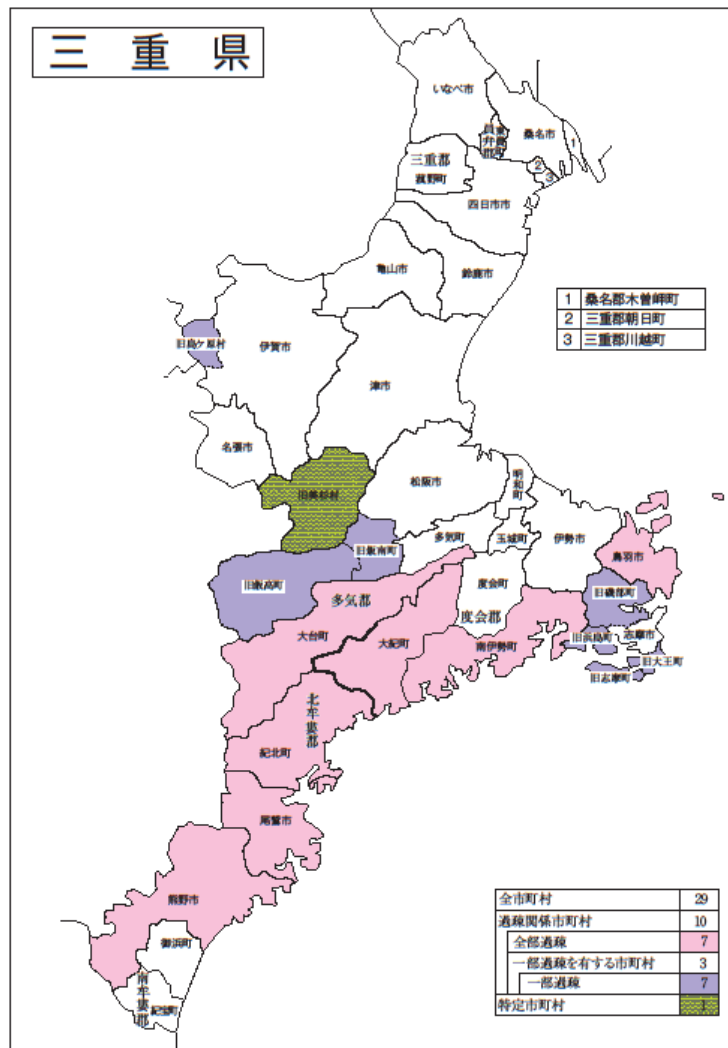 三重県
いなべ市
桑名市
員弁郡
東員町
1
三重郡
菰野町
2
3
四日市市
亀山市
鈴鹿市
1 桑名郡木曽岬町
2 三重郡朝日町
3 三重郡川越町
旧島ケ原村
伊賀市
津市
名張市
松阪市
明和町
旧美杉村
多気町
玉城町
伊勢市
鳥羽市
旧飯南町
旧飯高町
度会町
旧磯部町
多気郡
度会郡
大台町
大紀町
南伊勢町
旧浜島町
志摩市
旧大王町
旧志摩町
北牟婁郡
紀北町
尾鷲市
熊野市
御浜町
南牟婁郡
紀宝町
全市町村 29
過疎関係市町村 10
全部過疎 7
一部過疎を有する市町村 3
一部過疎 7
特定市町村 1